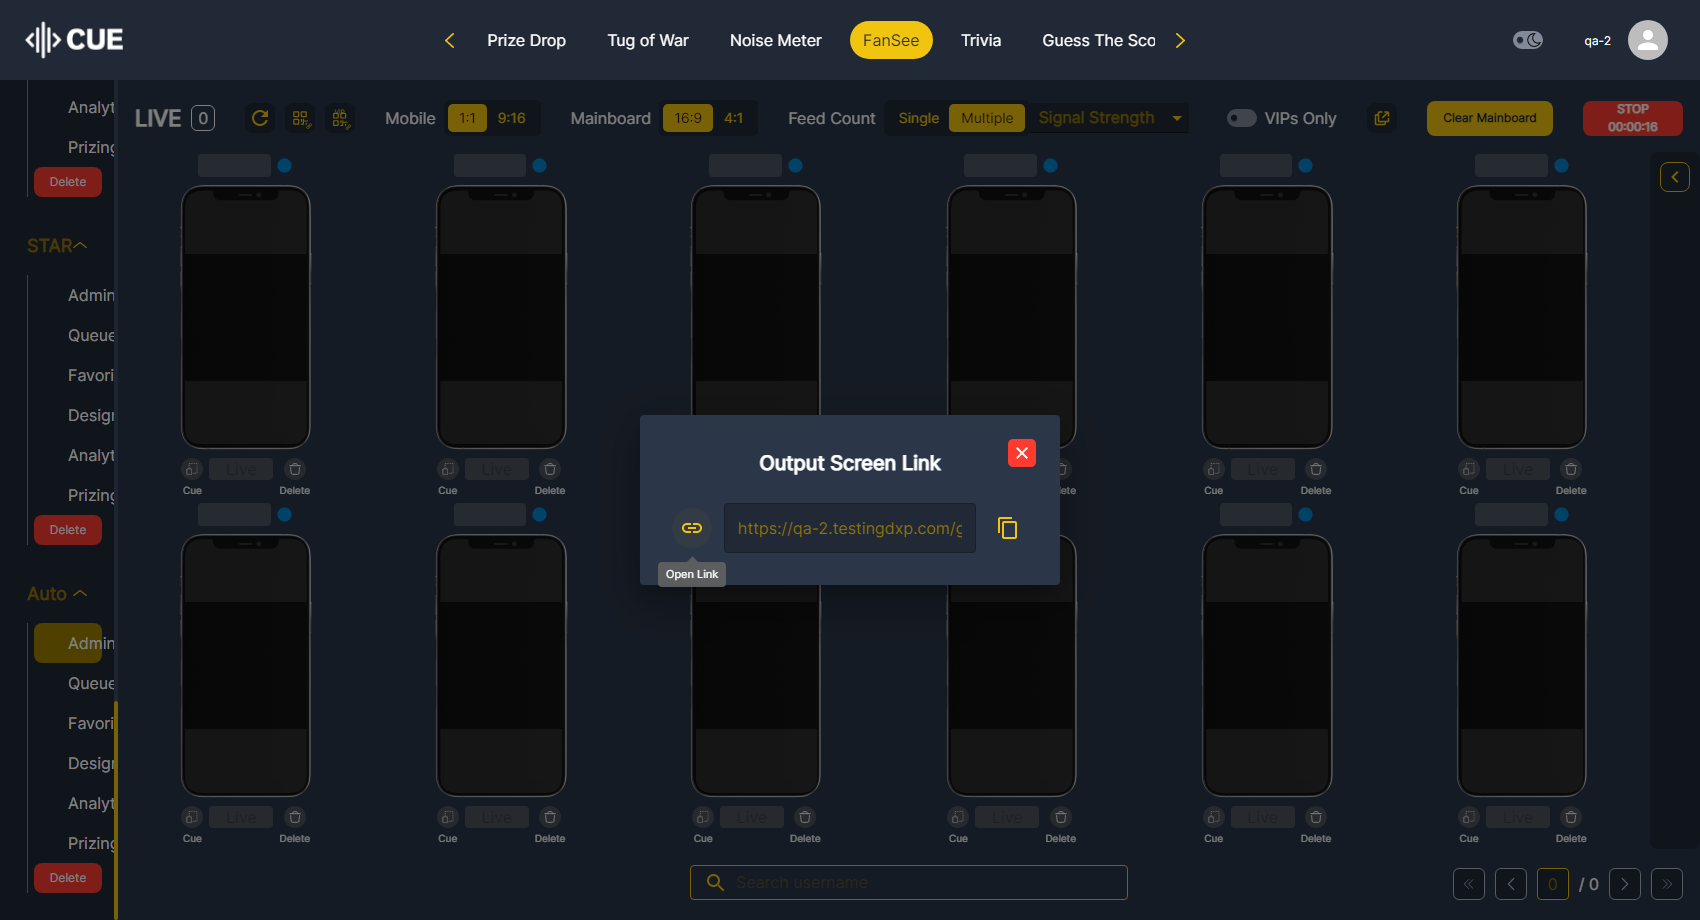 CUE
Prize Drop
Tug of War
Noise Meter
FanSee
Trivia
Guess The Sco
qa-2
Analyt
Prizing
Delete
STAR
Admin
Queue
Favori
Desigr
Analyt
Prizing
Delete
Auto
Admin
Queue
Favori
Desigr
Analyt
Prizing
Delete
LIVE 0
Mobile 1:1 9:16
Mainboard 16:9 4:1
Feed Count Single Multiple
Signal Strength
VIPs Only
Clear Mainboard
STOP
00:00:16
Live Live Live Live
Cue Delete Cue Delete ete Cue Delete Cue Delete
Output Screen Link
https://qa-2.testingdxp.com/g
Open Link
Live Live Live Live Live Live
Cue Delete Cue Delete Cue Delete Cue Delete Cue Delete Cue Delete
Search username
0 / 0